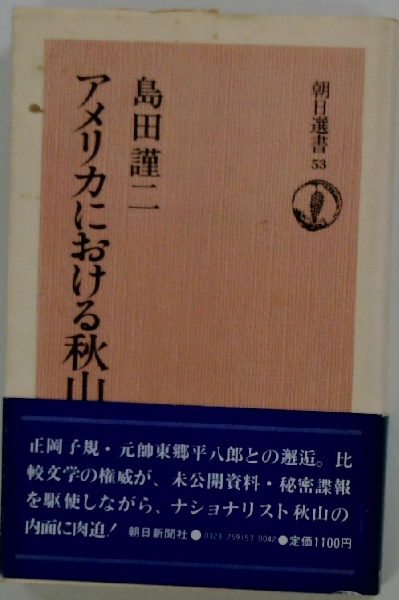 朝日選書 53
島田謹二
アメリカにおける秋山
正岡子規・元帥東郷平八郎との邂逅。比
較文学の権威が、未公開資料・秘密諜報
を駆使しながら、ナショナリスト秋山の
内面に肉迫!
朝日新聞社●0323-259153-0042●定価1100円